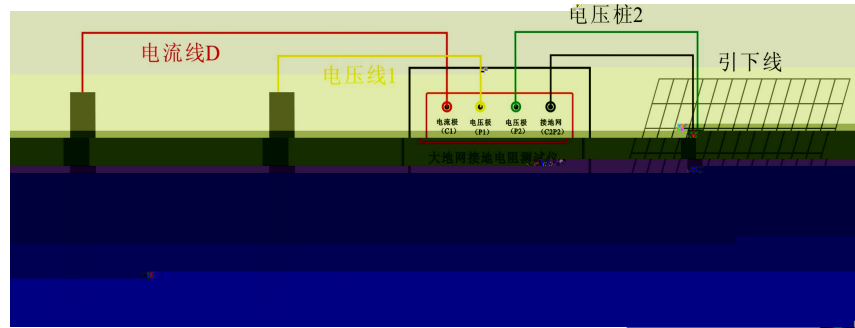 电压桩2
电流线D
电压线1
引下线
电流极 电压极 电压极 接地网
(C1) (P1) (P2) (C2P2)
大地网接地电阻测试仪